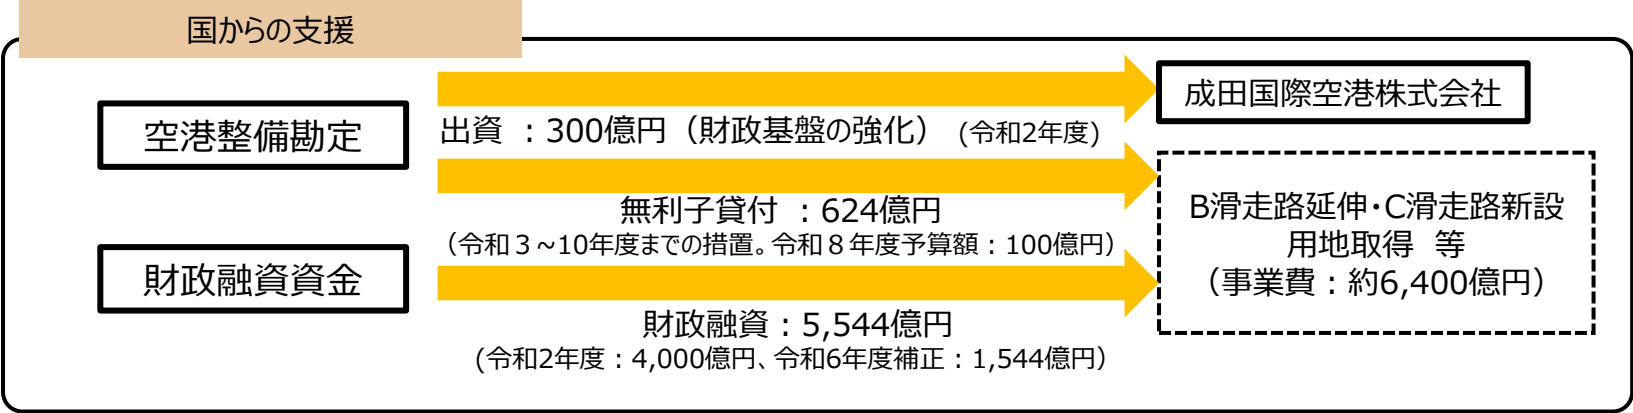 国からの支援
空港整備勘定
財政融資資金
出資 ：300億円（財政基盤の強化） (令和2年度)
無利子貸付 ：624億円
（令和３~10年度までの措置。令和８年度予算額：100億円）
財政融資：5,544億円
(令和2年度：4,000億円、令和6年度補正：1,544億円）
成田国際空港株式会社
B滑走路延伸・C滑走路新設
用地取得 等
（事業費：約6,400億円）